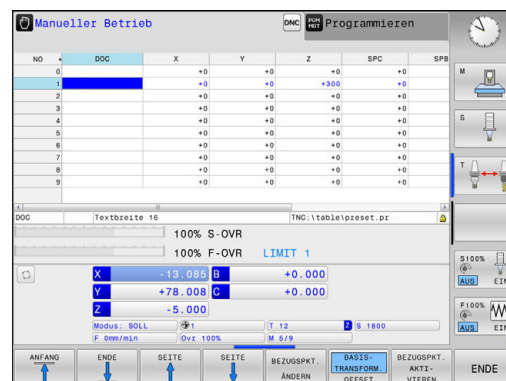 Manueller Betrieb
DNC
PGM MGT
Programmieren
NO DOC X Y Z SPC SPB
0 +0 +0 +0 +0
1 +0 +0 +300 +0
2 +0 +0 +0 +0
3 +0 +0 +0 +0
4 +0 +0 +0 +0
5 +0 +0 +0 +0
6 +0 +0 +0 +0
7 +0 +0 +0 +0
8 +0 +0 +0 +0
9 +0 +0 +0 +0
DOC Textbreite 16 TNC:\table\preset.pr
100% S-OVR
100% F-OVR LIMIT 1
X -13.085 B +0.000
Y +78.008 C +0.000
Z -5.000
Modus: SOLL 1 T 12 Z S 1800
F 0mm/min Ovr 100% M 5/9
M
S
T
S100%
AUS EI
F100%
AUS EI
ANFANG
ENDE
SEITE
SEITE
BEZUGSPKT.
ÄNDERN
BASIS-
TRANSFORM.
OFFSET
BEZUGSPKT.
AKTI-
VIEREN
ENDE